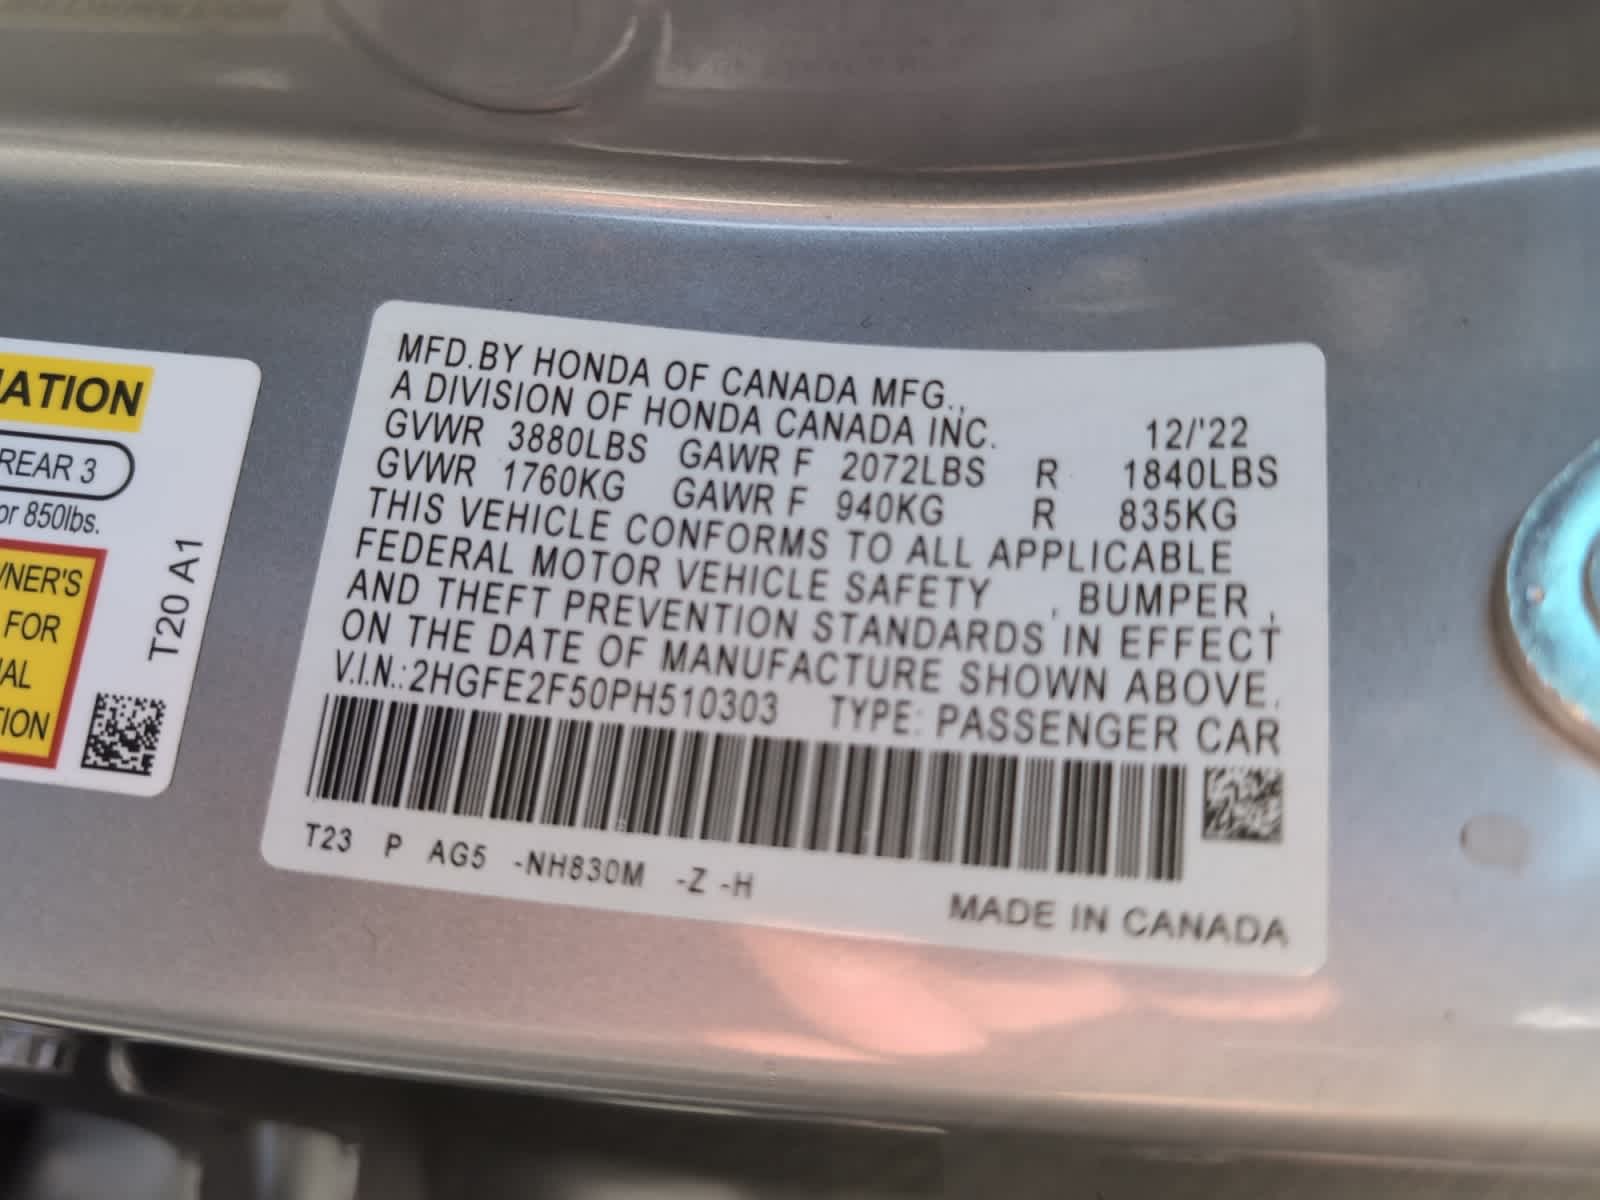 MATION
REAR 3
or 850lbs.
WNER'S
FOR
TION
T20 A1
MFD.BY HONDA OF CANADA MFG.,
A DIVISION OF HONDA CANADA INC. 12/'22
GVWR 3880LBS GAWR F 2072LBS R 1840LBS
GVWR 1760KG GAWR F 940KG R 835KG
THIS VEHICLE CONFORMS TO ALL APPLICABLE
FEDERAL MOTOR VEHICLE SAFETY , BUMPER ,
AND THEFT PREVENTION STANDARDS IN EFFECT
ON THE DATE OF MANUFACTURE SHOWN ABOVE.
V.I.N.:2HGFE2F50PH510303 TYPE: PASSENGER CAR
T23 P AG5 -NH830M -Z -H
MADE IN CANADA